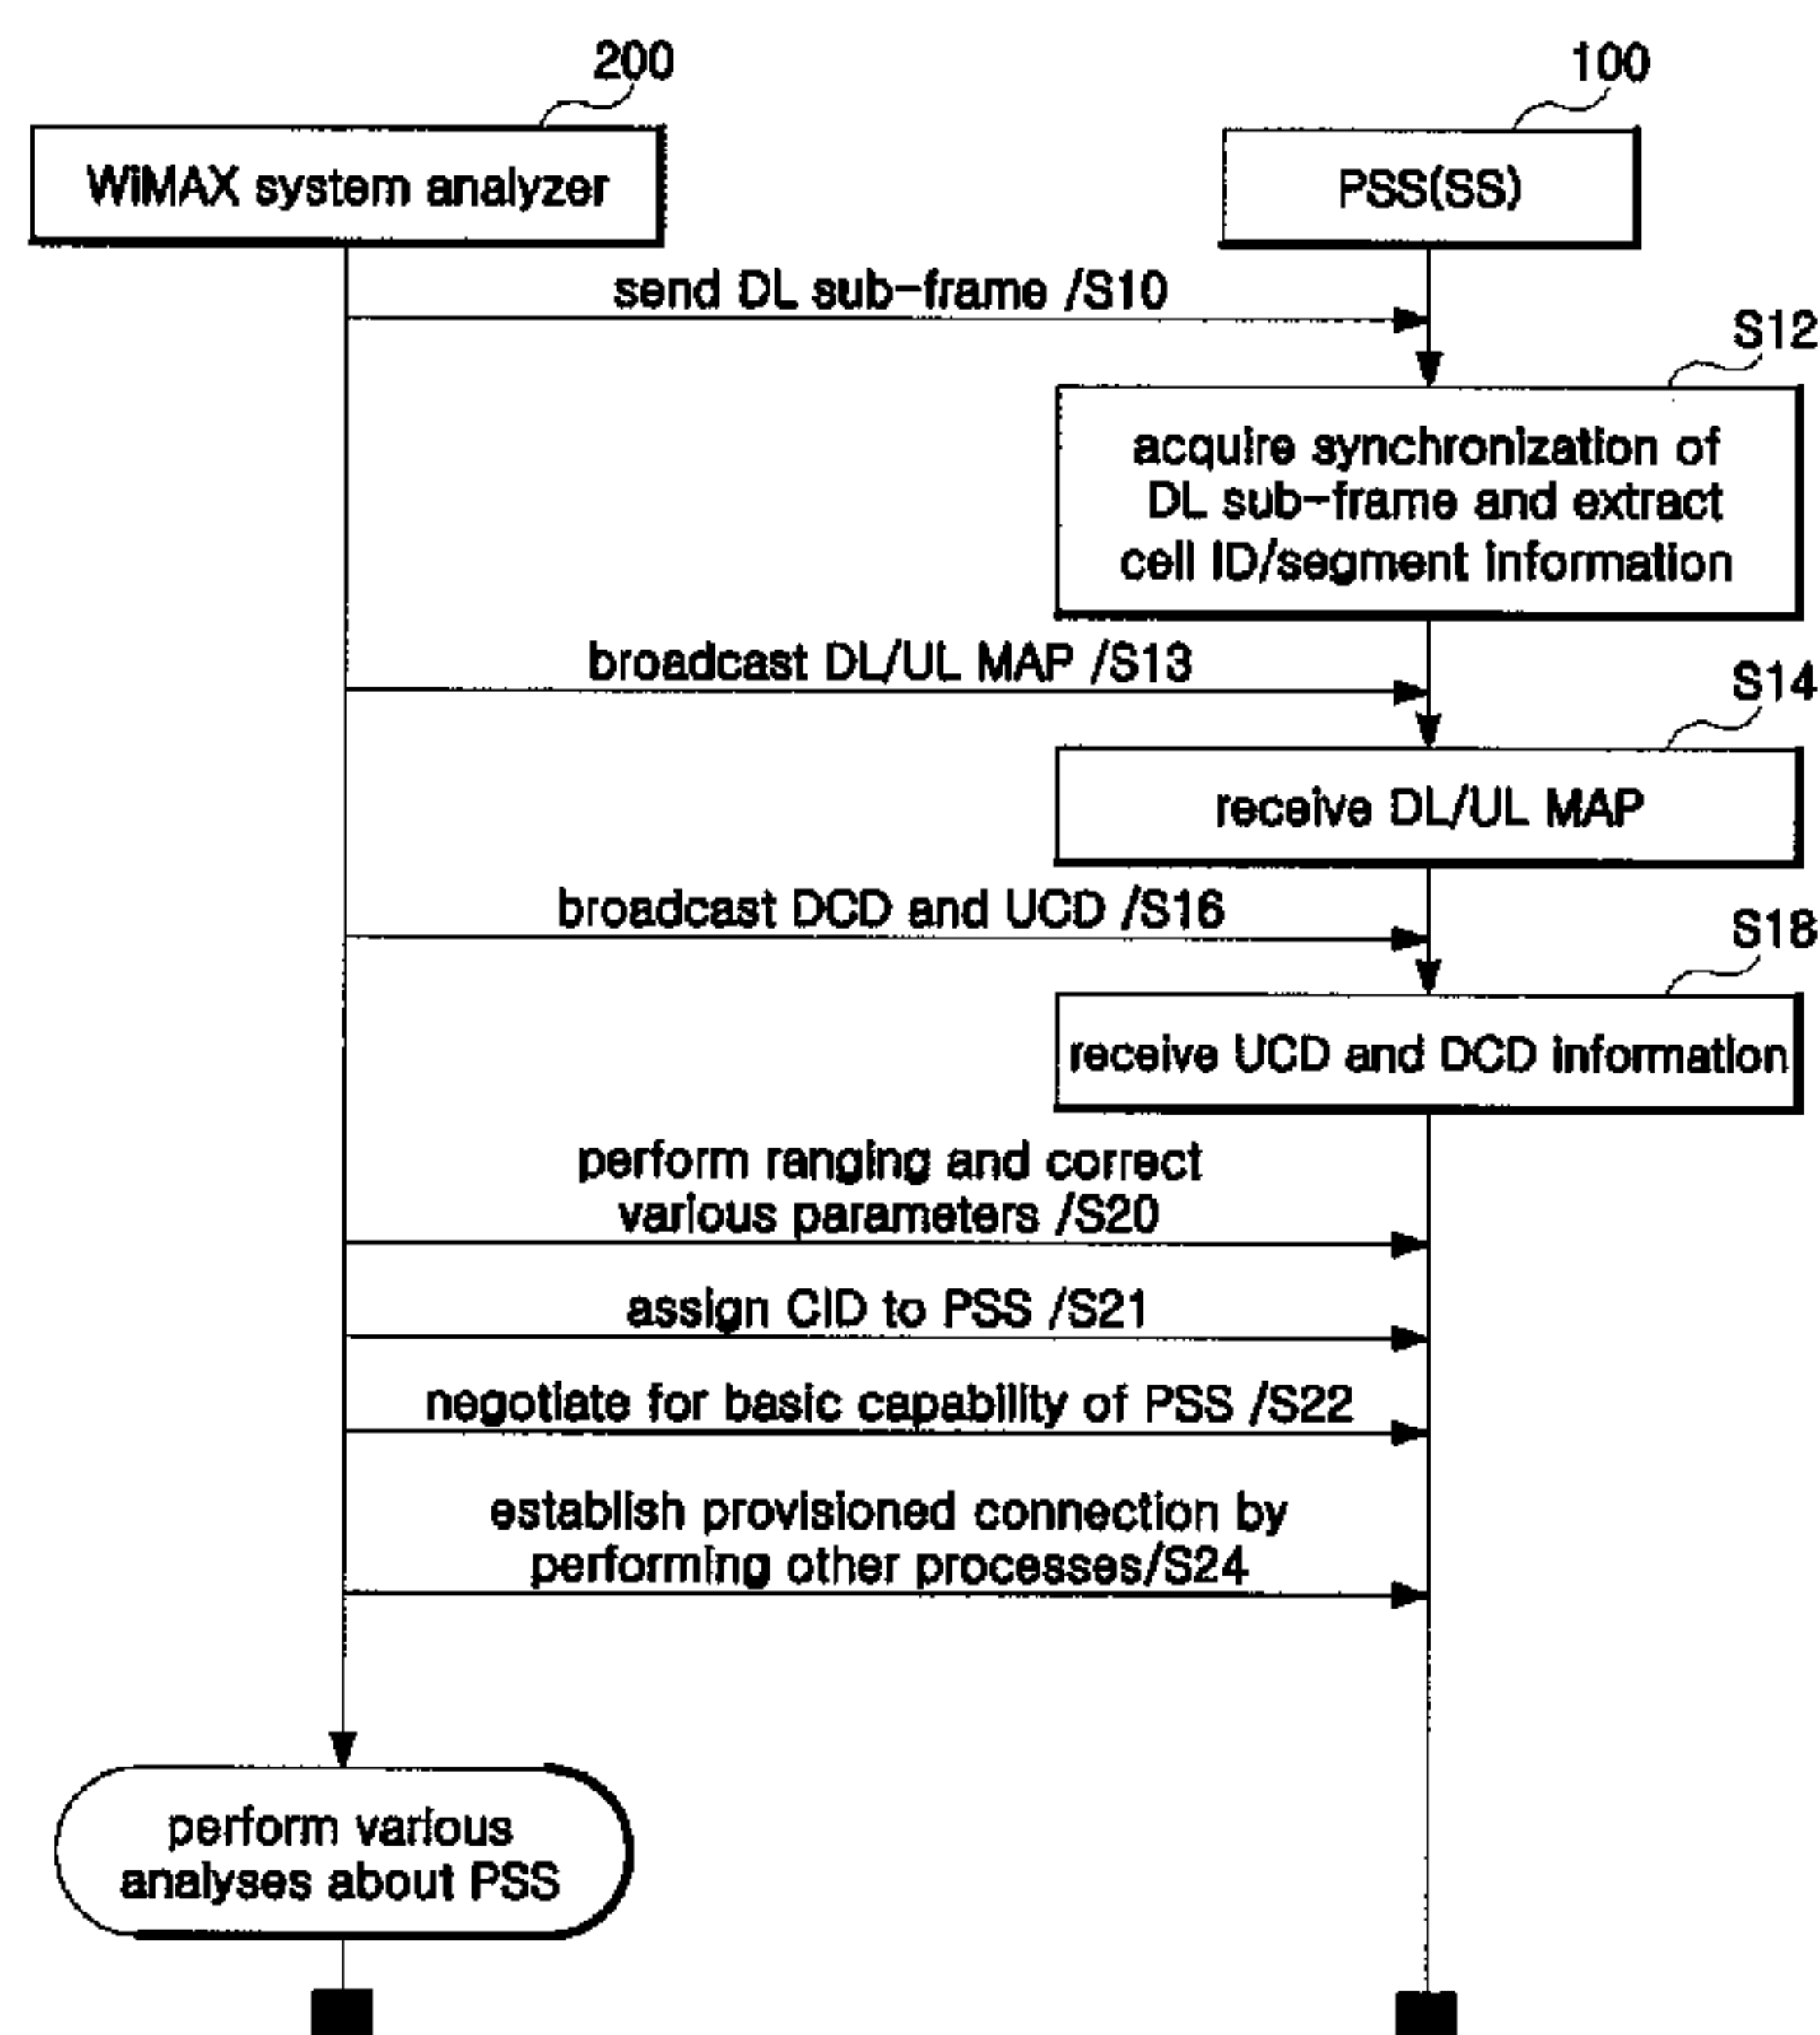 200
100
WiMAX system analyzer
PSS(SS)
send DL sub-frame /S10
S12
acquire synchronization of
DL sub-frame and extract
cell ID/segment information
broadcast DL/UL MAP /S13
S14
receive DL/UL MAP
broadcast DCD and UCD /S16
S18
receive UCD and DCD information
perform ranging and correct
various parameters /S20
assign CID to PSS /S21
negotiate for basic capability of PSS /S22
establish provisioned connection by
performing other processes/S24
perform various
analyses about PSS